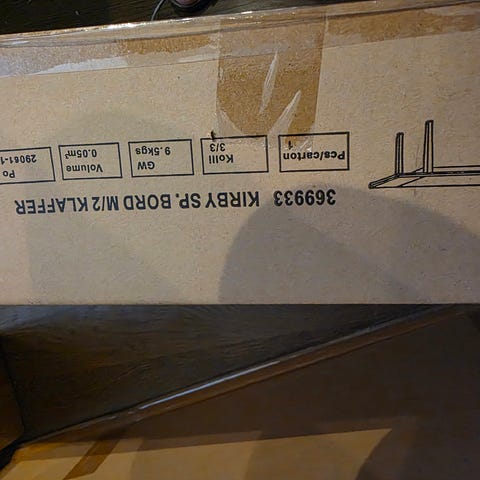 369933 KIRBY SP. BORD M/2 KLAFFER
Pcs/carton
1
Kolli
3/3
GW
9.5kgs
Volume
0.05m³
Po
29061-1